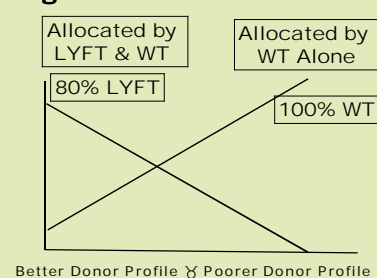 Allocated by
LYFT & WT
Allocated by
WT Alone
80% LYFT
100% WT
Better Donor Profile ♉ Poorer Donor Profile